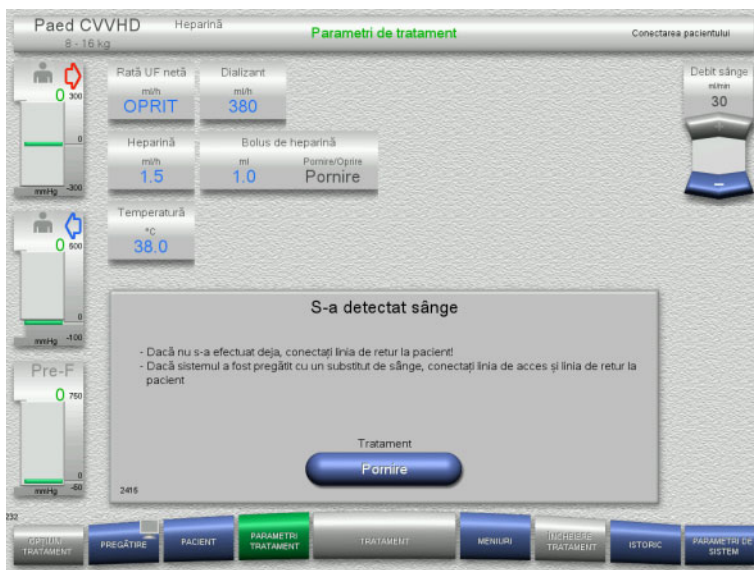 Paed CVVHD Heparină Parametri de tratament Conectarea pacientului
8 - 16 kg
Rată UF netă Dializant Debit sânge
ml/h ml/h ml/min
OPRIT 380 30
0 300
0
mmHg -300
Heparină Bolus de heparină
ml/h ml Pornire/Oprire
1.5 1.0 Pornire
Temperatură
°C
38.0
0 500
0
mmHg -100
S-a detectat sânge
- Dacă nu s-a efectuat deja, conectați linia de retur la pacient!
- Dacă sistemul a fost pregătit cu un substitut de sânge, conectați linia de acces și linia de retur la
pacient
Pre-F
0 750
0
mmHg -50
Tratament
Pornire
2415
232
OPȚIUNI TRATAMENT
PREGĂTIRE
PACIENT
PARAMETRI TRATAMENT
TRATAMENT
MENIURI
ÎNCHEIERE TRATAMENT
ISTORIC
PARAMETRI DE SISTEM